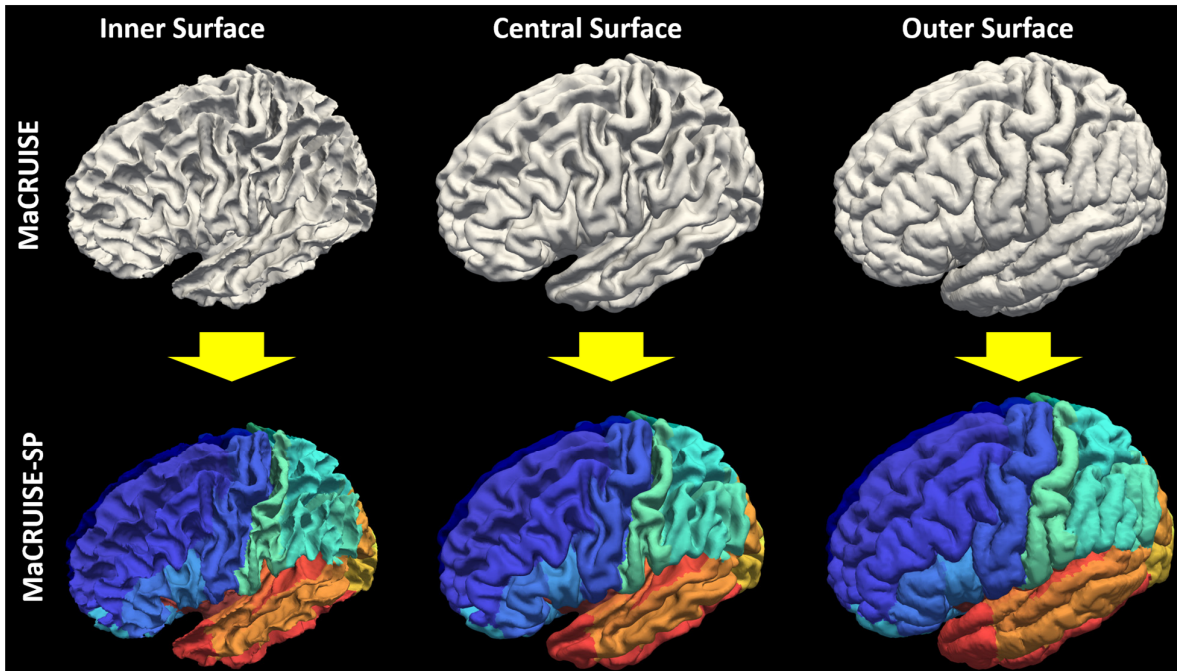 Inner Surface
Central Surface
Outer Surface
MaCRUISE
MaCRUISE-SP